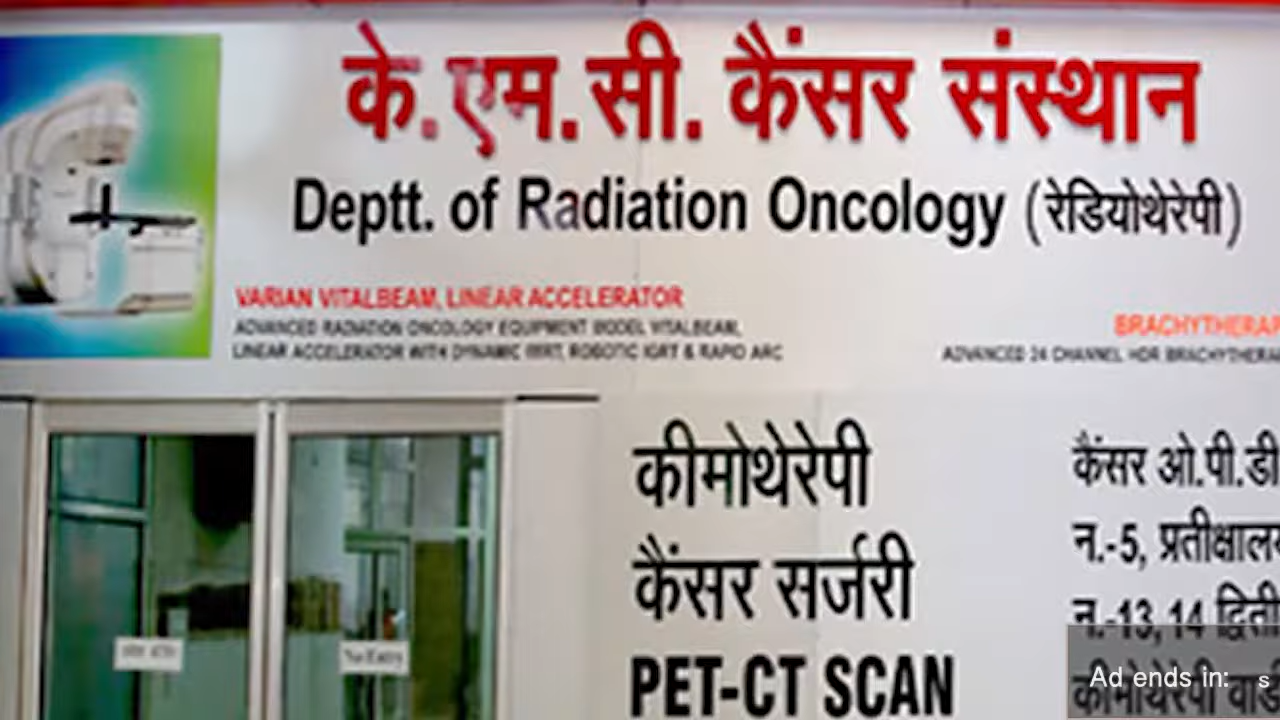 के.एम.सी. कैंसर संस्थान
Deptt. of Radiation Oncology (रेडियोथेरेपी)
VARIAN VITALBEAM, LINEAR ACCELERATOR
ADVANCED RADIATION ONCOLOGY EQUIPMENT MODEL VITALBEAM,
LINEAR ACCELERATOR WITH DYNAMIC IMRT, ROBOTIC IGRT & RAPID ARC
BRACHYTHERAP
ADVANCED 24 CHANNEL HDR BRACHYTHERA
कीमोथेरेपी
कैंसर सर्जरी
PET-CT SCAN
कैंसर ओ.पी.डी
न.-5, प्रतीक्षाल
न.-13, 14 द्विती
कीमोथेरेपी वार्ड
No Entry
Ad ends in: s